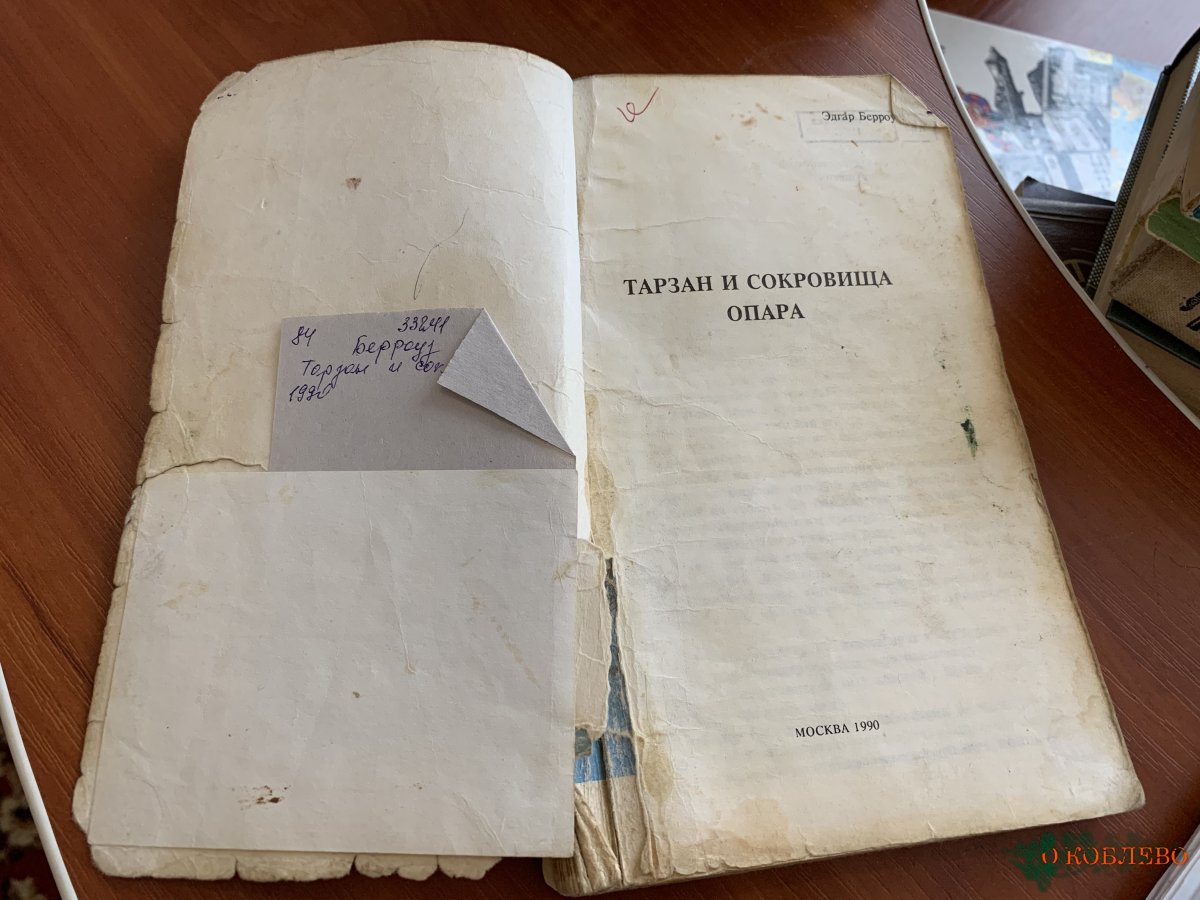 84 33241
Берроуз
Тарзан и сок
1990
Эдгар Берроу
ТАРЗАН И СОКРОВИЩА
ОПАРА
МОСКВА 1990
О КОБЛЕВО